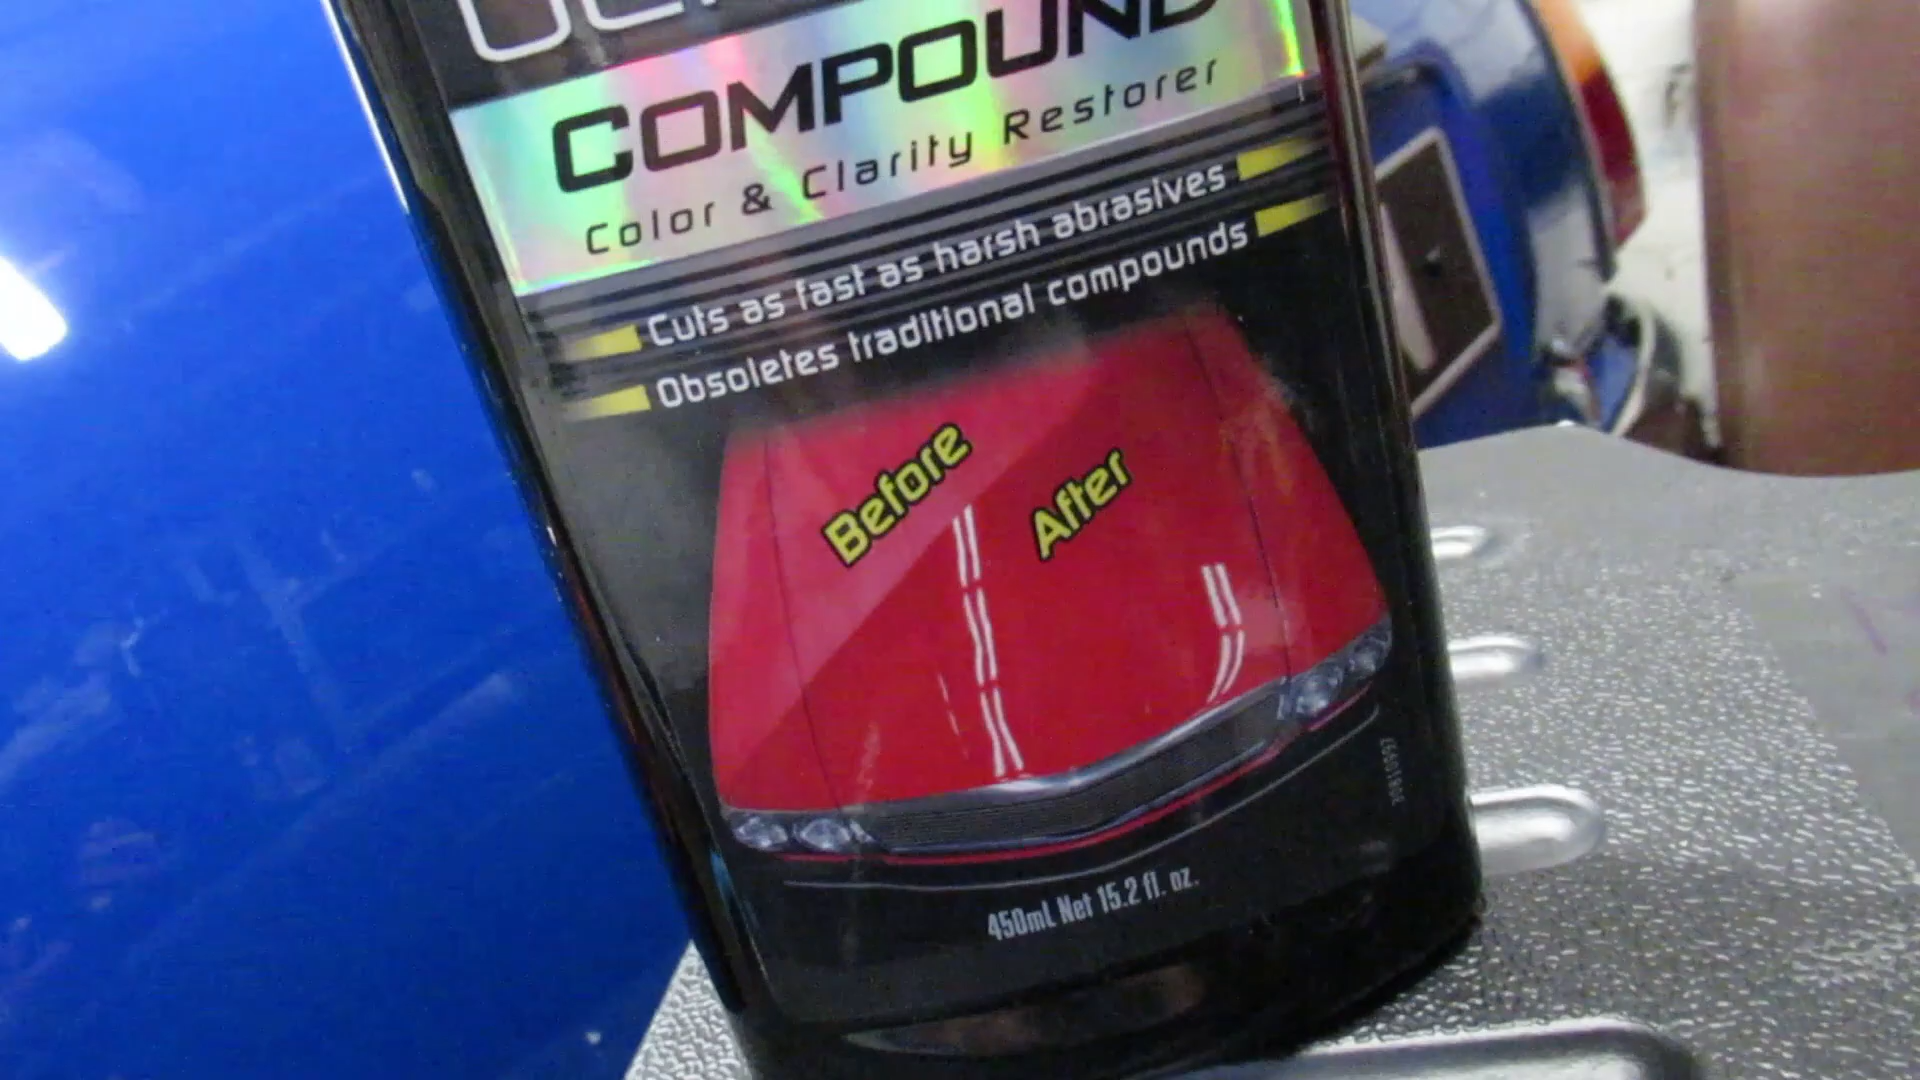 COMPOUND
Color & Clarity Restorer
Cuts as fast as harsh abrasives
Obsoletes traditional compounds
Before
After
450mL Net 15.2 fl. oz.